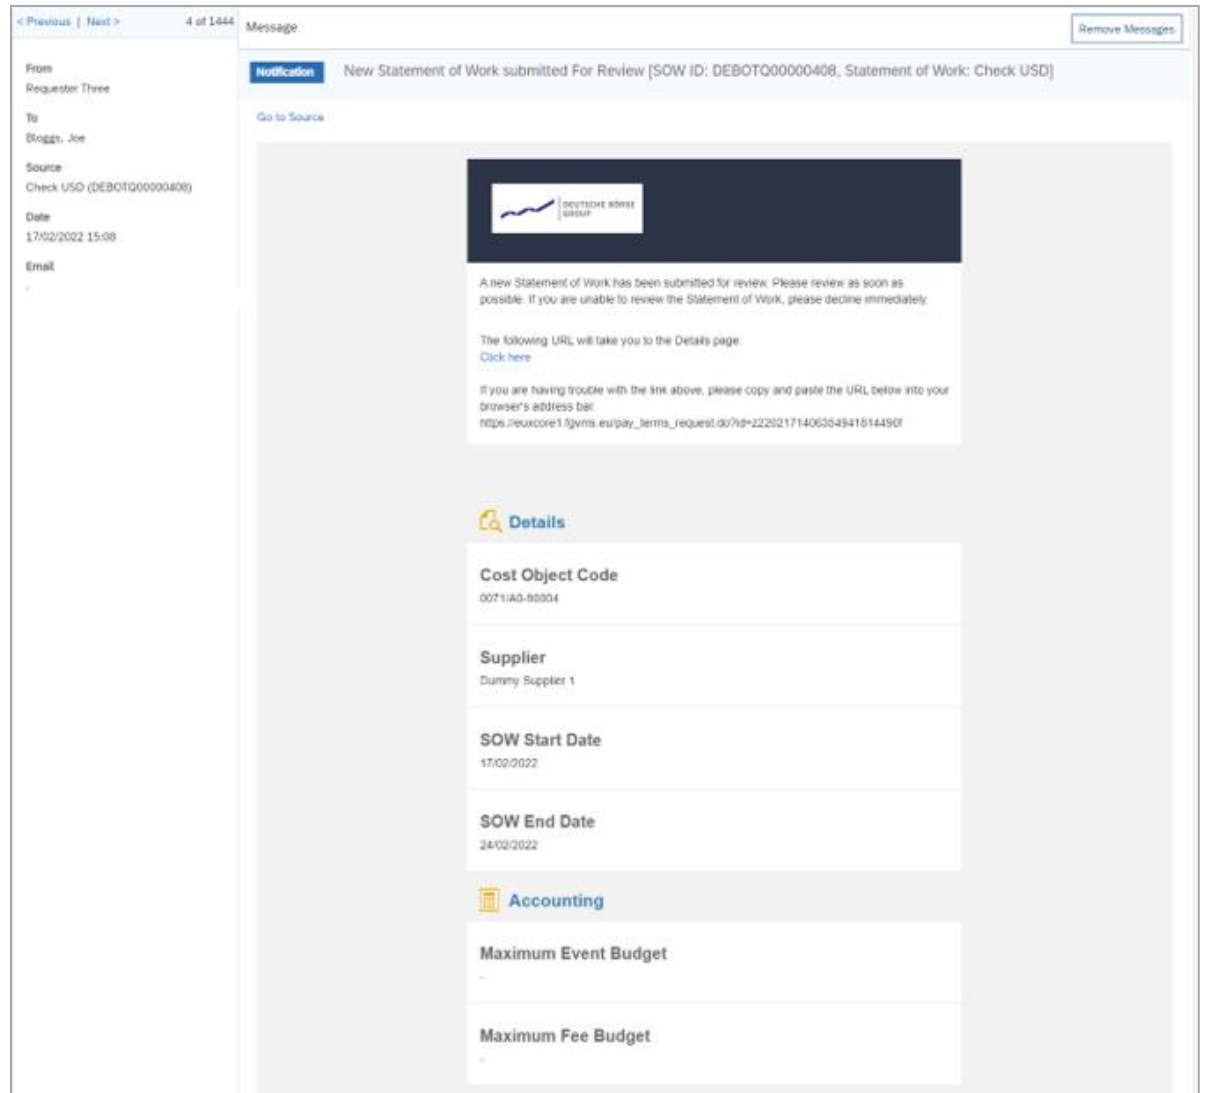 < Previous | Next > 4 of 1444
Message
Remove Messages
From
Requester Three
To
Bloggs, Joe
Source
Check USD (DEBOTQ00000408)
Date
17/02/2022 15:08
Email
-
Notification New Statement of Work submitted For Review [SOW ID: DEBOTQ00000408, Statement of Work: Check USD]
Go to Source
DEUTSCHE BÖRSE
GROUP
A new Statement of Work has been submitted for review. Please review as soon as
possible. If you are unable to review the Statement of Work, please decline immediately.
The following URL will take you to the Details page:
Click here
If you are having trouble with the link above, please copy and paste the URL below into your
browser's address bar:
Details
Cost Object Code
Supplier
Dummy Supplier 1
SOW Start Date
17/02/2022
SOW End Date
24/02/2022
Accounting
Maximum Event Budget
-
Maximum Fee Budget
-